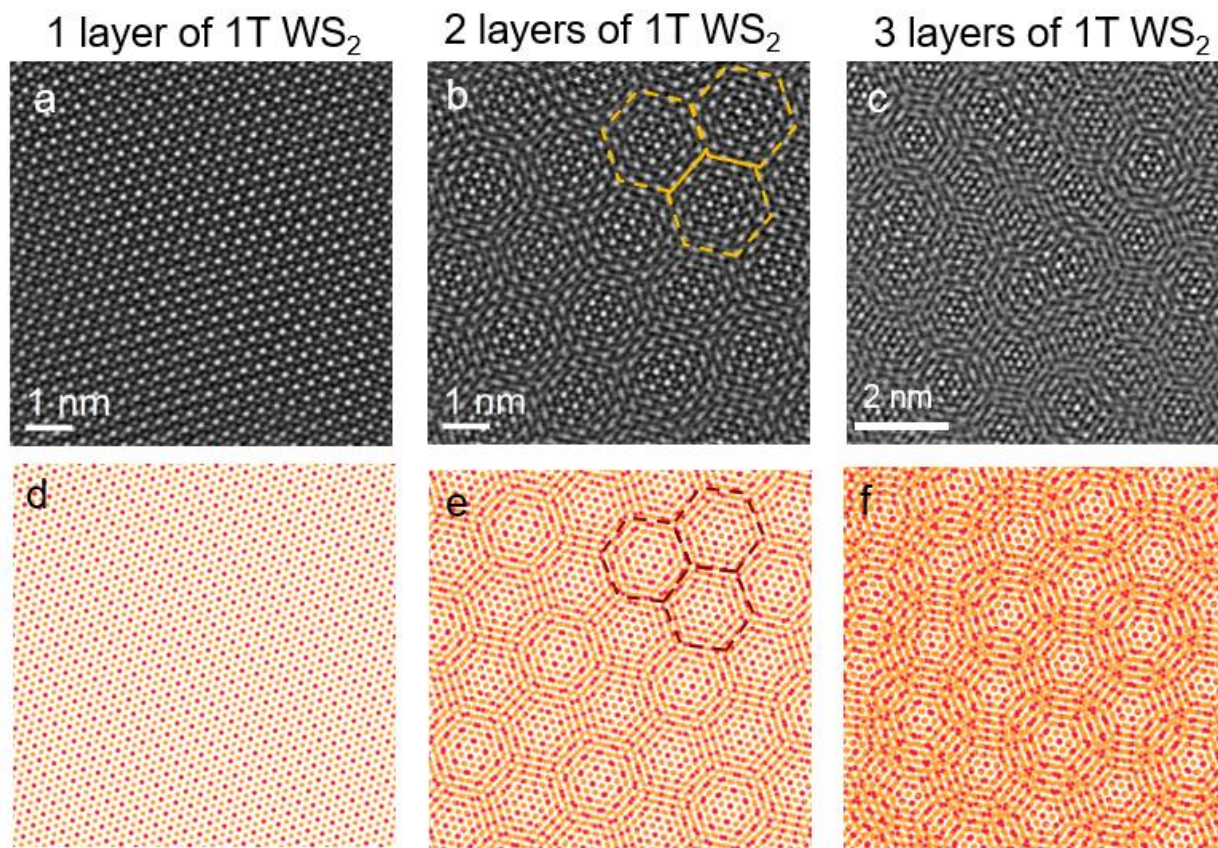 1 layer of 1T WS₂
2 layers of 1T WS₂
3 layers of 1T WS₂
a
b
c
1 nm
1 nm
2 nm
d
e
f